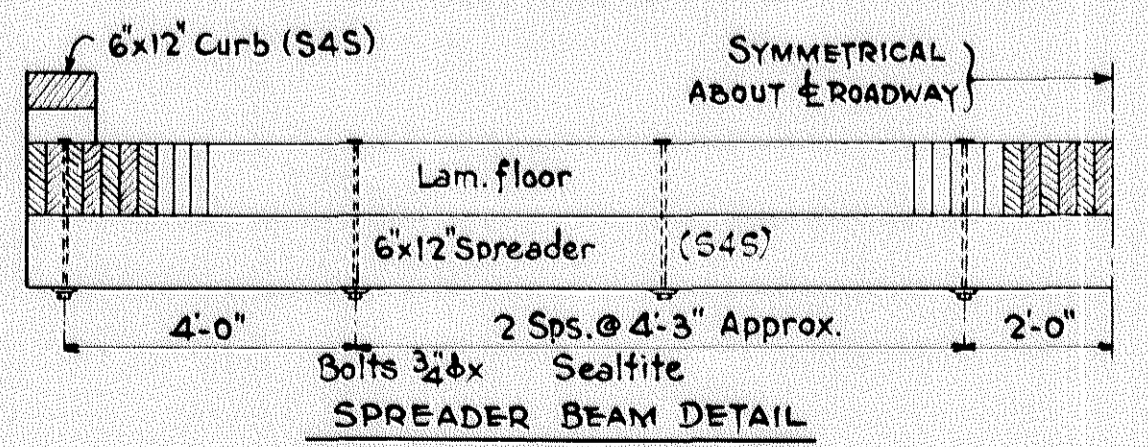 6"x12" Curb (S4S)
SYMMETRICAL
ABOUT ℄ ROADWAY
Lam. floor
6"x12" Spreader (S4S)
4'-0" 2 Sps. @ 4'-3" Approx. 2'-0"
Bolts ¾"ϕx Sealtite
SPREADER BEAM DETAIL